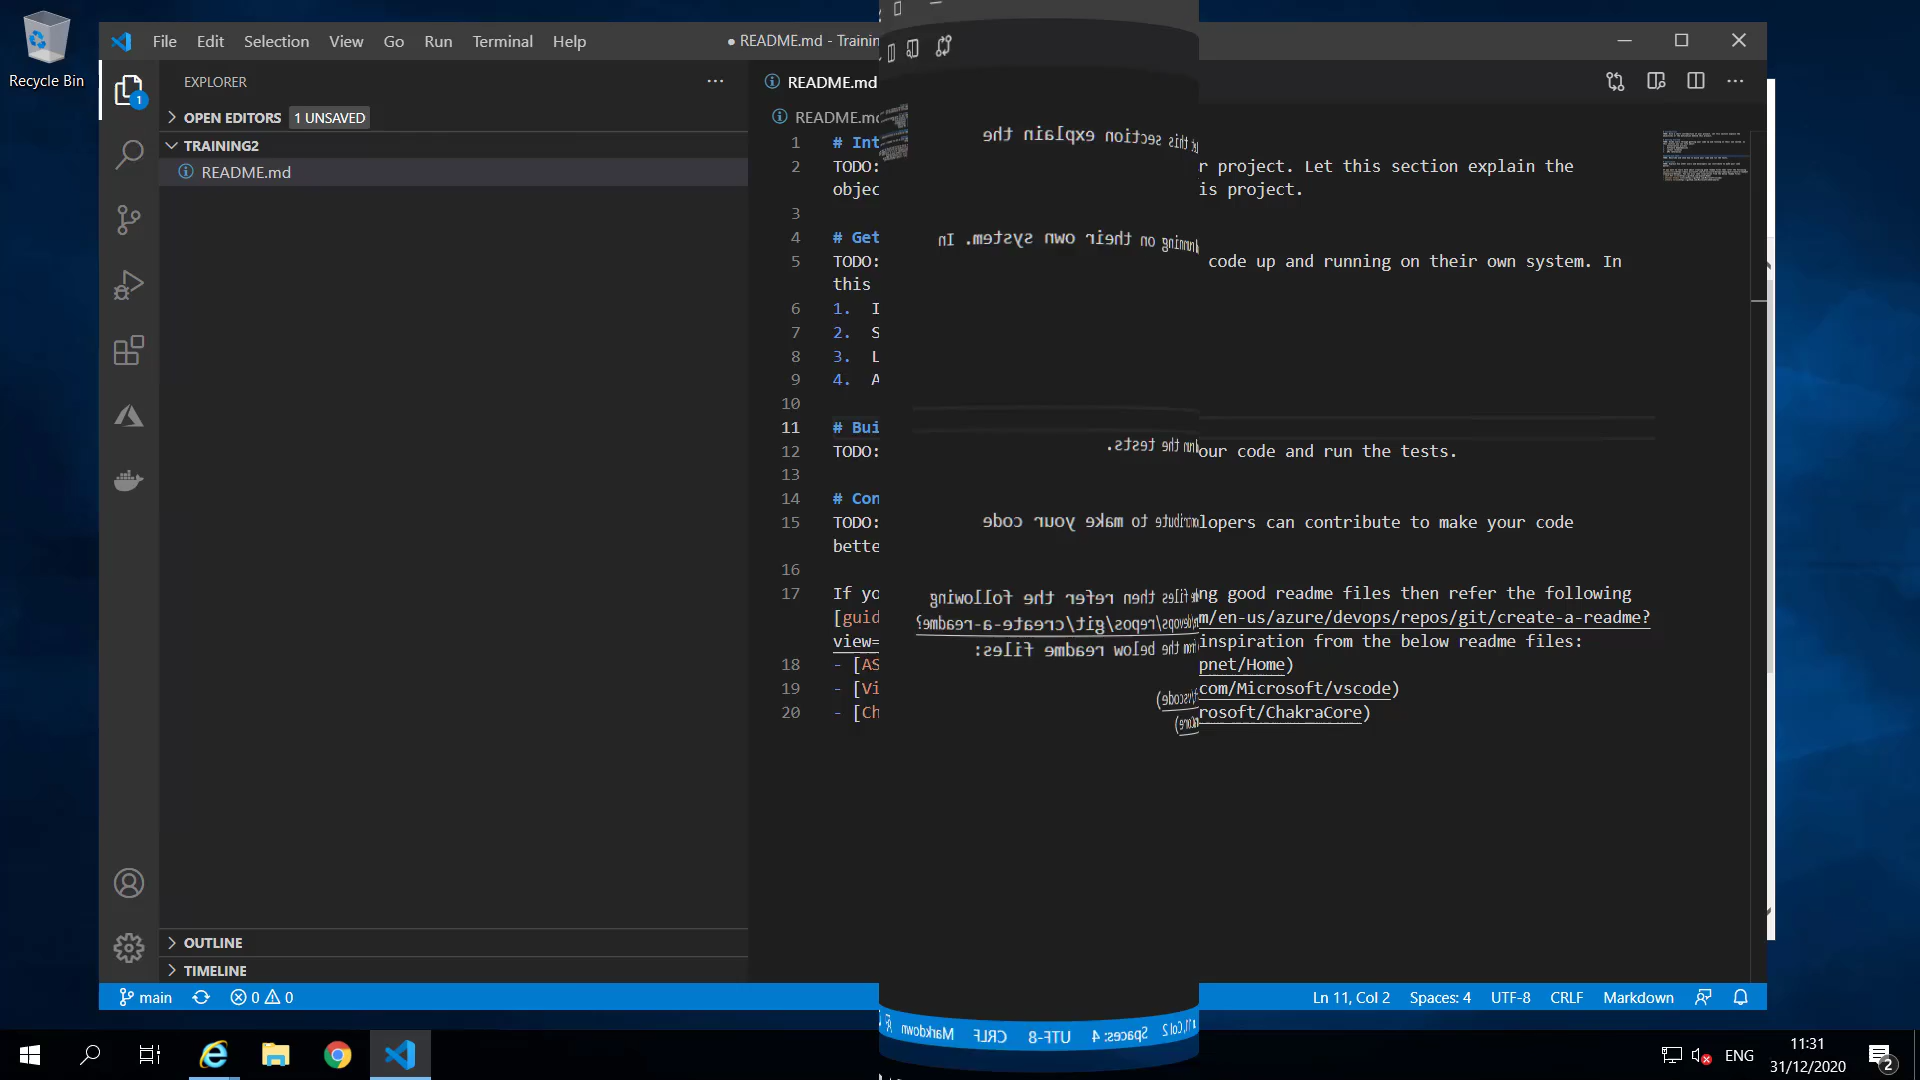 Recycle Bin
File Edit Selection View Go Run Terminal Help
● README.md - Trainin
EXPLORER
OPEN EDITORS 1 UNSAVED
TRAINING2
README.md
OUTLINE
TIMELINE
README.md
README.md
1 # Int
2 TODO: r project. Let this section explain the
objec is project.
3
4 # Get
5 TODO: code up and running on their own system. In
this
6 1. I
7 2. S
8 3. L
9 4. A
10
11 # Bui
12 TODO: our code and run the tests.
13
14 # Con
15 TODO: lopers can contribute to make your code
bette
16
17 If yo ng good readme files then refer the following
[guid m/en-us/azure/devops/repos/git/create-a-readme?
view= inspiration from the below readme files:
18 - [AS pnet/Home)
19 - [Vi com/Microsoft/vscode)
20 - [Ch rosoft/ChakraCore)
this section explain the
running on their own system. In
run the tests.
contribute to make your code
files then refer the following
/devops/repos/git/create-a-readme?
from the below readme files:
/vscode)
Core)
main 0 0
Ln 11, Col 2 Spaces: 4 UTF-8 CRLF Markdown
11, Col 2 Spaces: 4 UTF-8 CRLF Markdown
ENG
11:31
31/12/2020
2